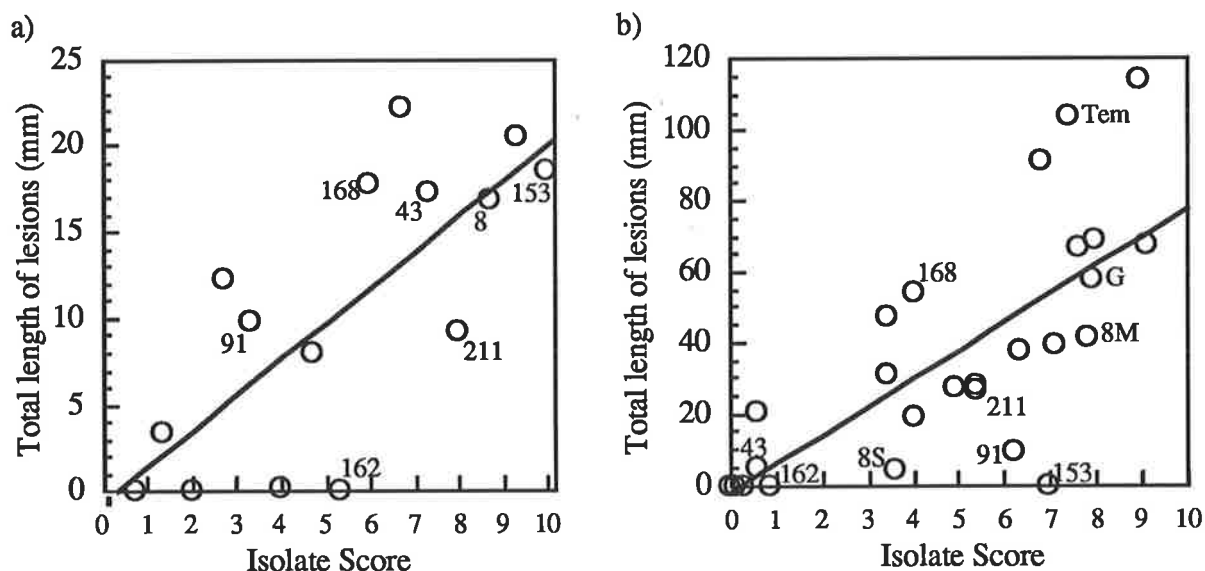 a)
Total length of lesions (mm)
25
20
15
10
5
0
168
43
8
153
91
211
162
0 1 2 3 4 5 6 7 8 9 10
Isolate Score
b)
Total length of lesions (mm)
120
100
80
60
40
20
0
Tem
168
G
8M
211
43
162
8S
91
153
0 1 2 3 4 5 6 7 8 9 10
Isolate Score